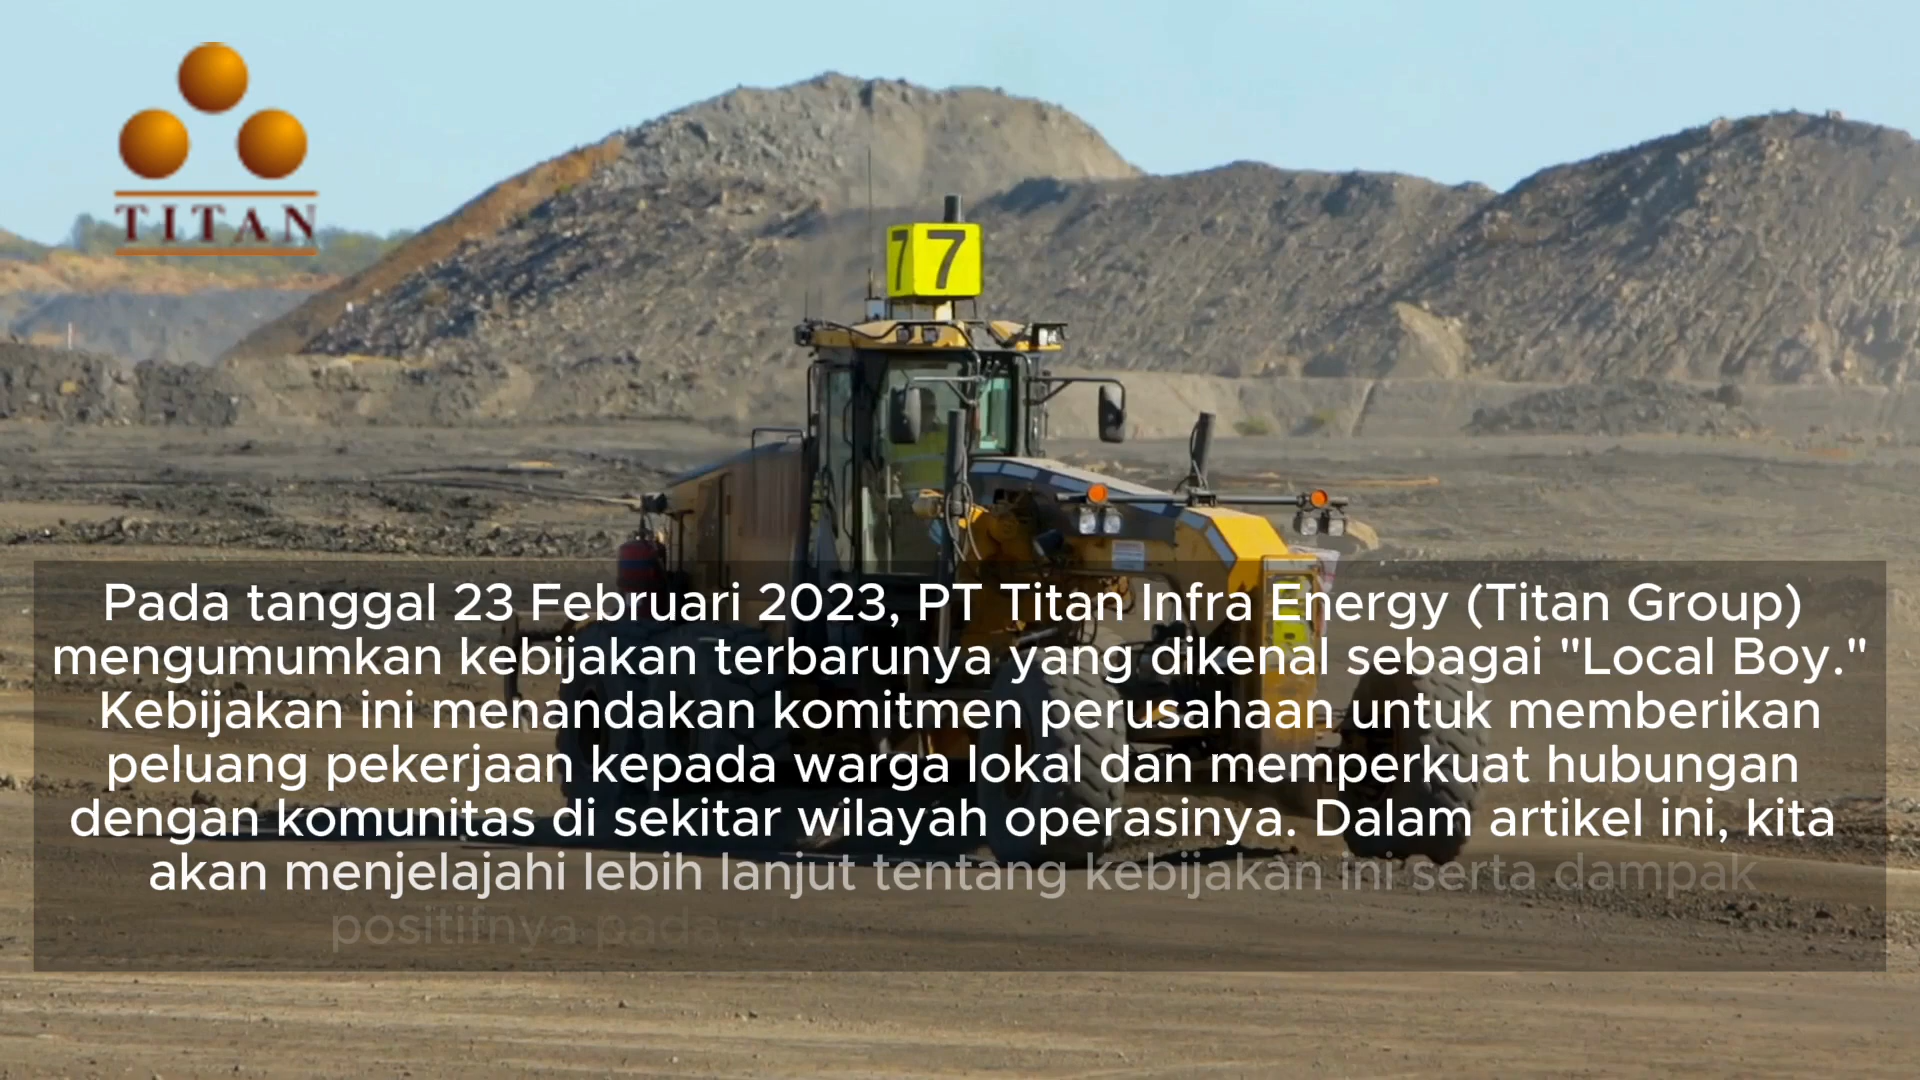 TITAN
7 7
Pada tanggal 23 Februari 2023, PT Titan Infra Energy (Titan Group)
mengumumkan kebijakan terbarunya yang dikenal sebagai "Local Boy."
Kebijakan ini menandakan komitmen perusahaan untuk memberikan
peluang pekerjaan kepada warga lokal dan memperkuat hubungan
dengan komunitas di sekitar wilayah operasinya. Dalam artikel ini, kita
akan menjelajahi lebih lanjut tentang kebijakan ini serta dampak
positifnya pada